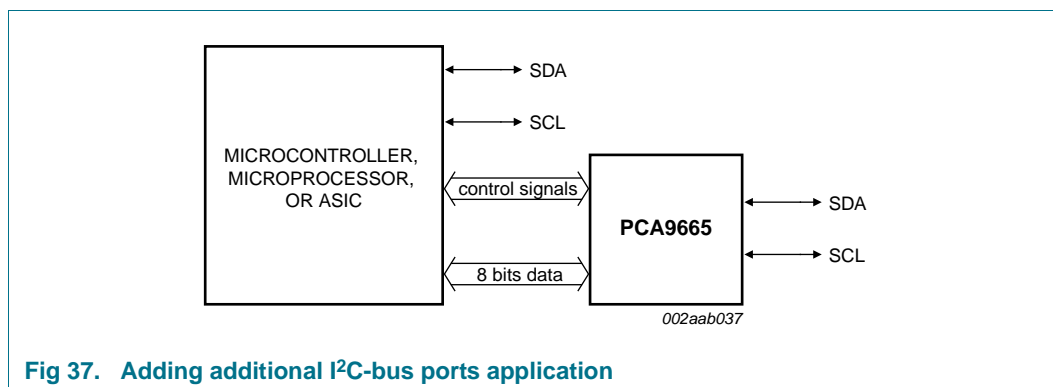 SDA
SCL
MICROCONTROLLER,
MICROPROCESSOR,
OR ASIC
control signals
8 bits data
PCA9665
SDA
SCL
002aab037
Fig 37. Adding additional I²C-bus ports application